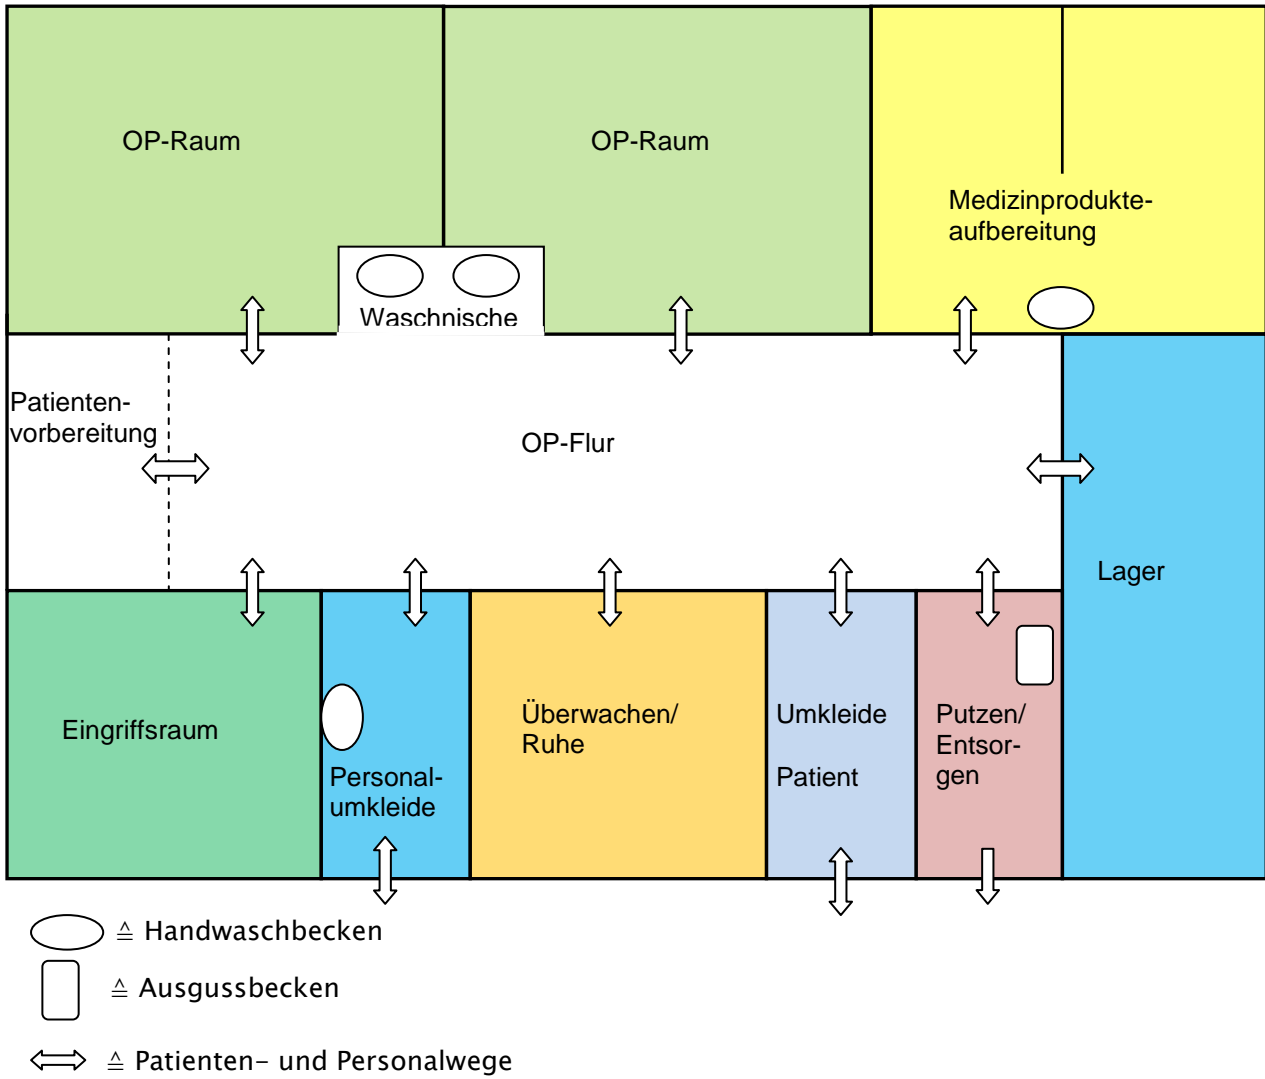 OP-Raum
OP-Raum
Medizinprodukte-
aufbereitung
Waschnische
Patienten-
vorbereitung
OP-Flur
Lager
Eingriffsraum
Personal-
umkleide
Überwachen/
Ruhe
Umkleide
Patient
Putzen/
Entsor-
gen
≙ Handwaschbecken
≙ Ausgussbecken
≙ Patienten- und Personalwege